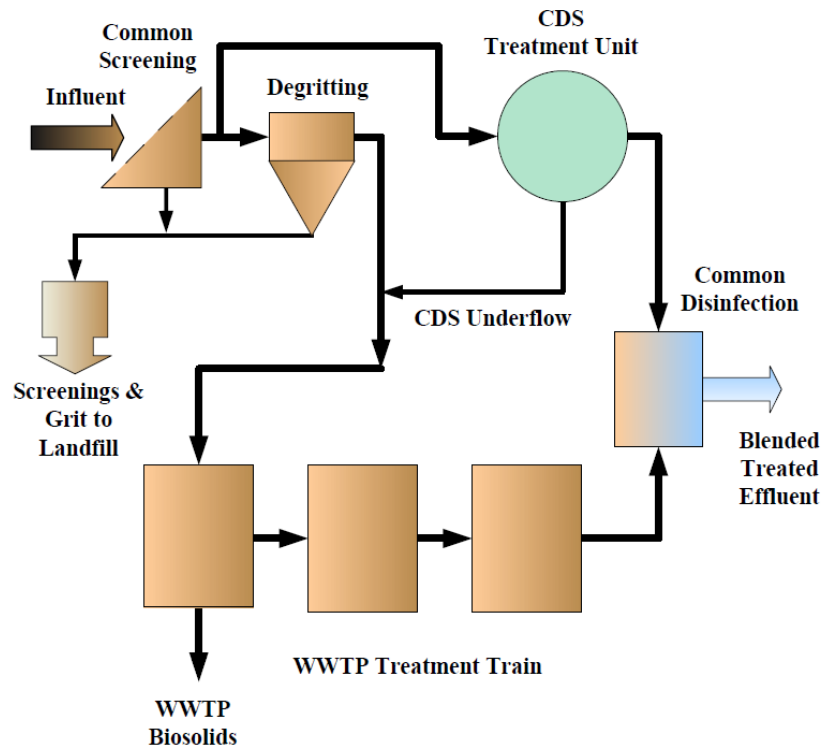 Common
Screening
CDS
Treatment Unit
Influent
Degritting
Common
Disinfection
CDS Underflow
Screenings &
Grit to
Landfill
Blended
Treated
Effluent
WWTP Treatment Train
WWTP
Biosolids